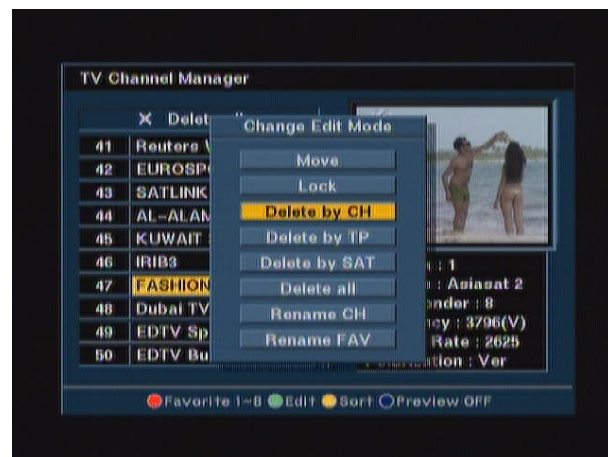 TV Channel Manager
Delet
Change Edit Mode
Move
Lock
Delete by CH
Delete by TP
Delete by SAT
Delete all
Rename CH
Rename FAV
41 Reuters
42 EUROSP
43 SATLINK
44 AL-ALAM
45 KUWAIT
46 IRIB3
47 FASHION
48 Dubai TV
49 EDTV Sp
50 EDTV Bu
: 1
: Asiasat 2
onder : 8
cy : 3796(V)
Rate : 2625
tion : Ver
Favorite 1~8 Edit Sort Preview OFF